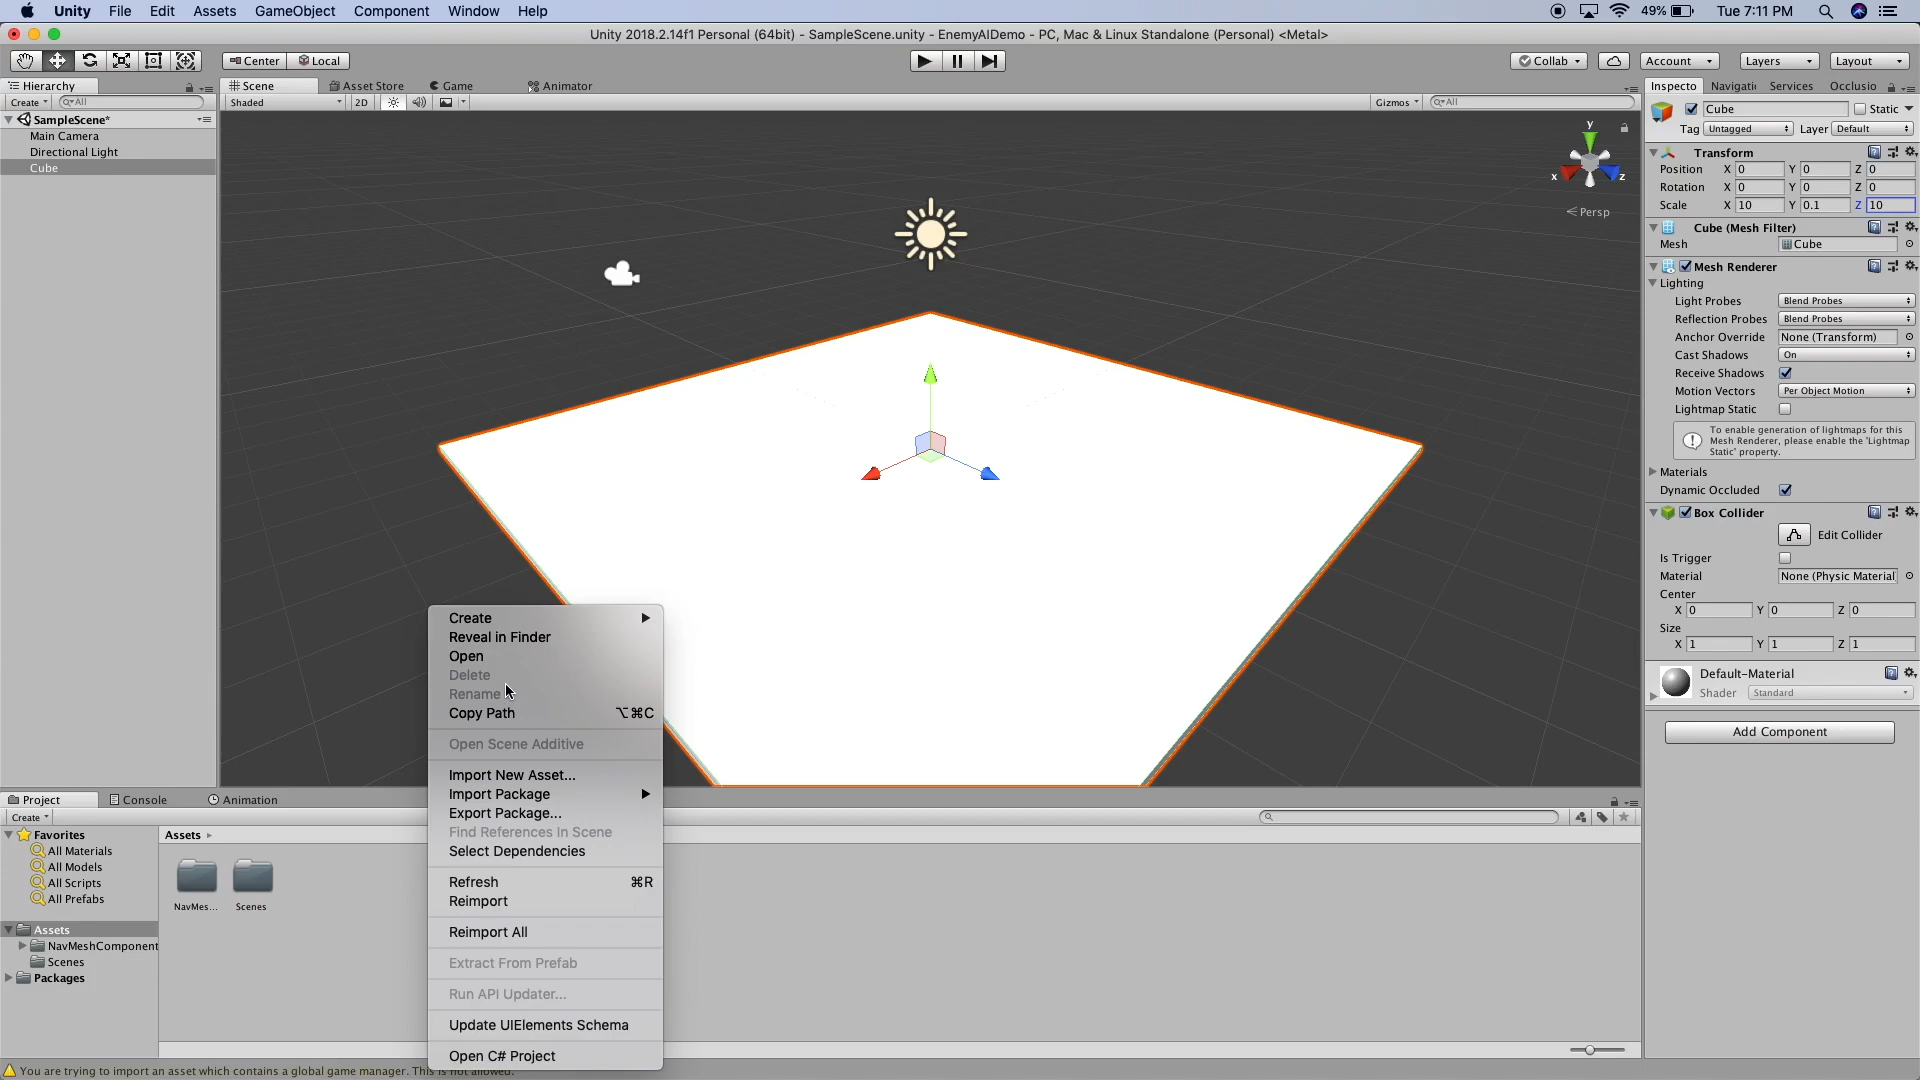 Unity File Edit Assets GameObject Component Window Help 49% Tue 7:11 PM
Unity 2018.2.14f1 Personal (64bit) - SampleScene.unity - EnemyAIDemo - PC, Mac & Linux Standalone (Personal) <Metal>
Center Local Collab Account Layers Layout
Hierarchy Scene Asset Store Game Animator Inspecto Navigati Services Occlusio
Create All Shaded 2D Gizmos All
Cube Static
SampleScene*
Main Camera
Directional Light
Cube
y
x z
Persp
Tag Untagged Layer Default
Transform
Position X 0 Y 0 Z 0
Rotation X 0 Y 0 Z 0
Scale X 10 Y 0.1 Z 10
Cube (Mesh Filter)
Mesh Cube
Mesh Renderer
Lighting
Light Probes Blend Probes
Reflection Probes Blend Probes
Anchor Override None (Transform)
Cast Shadows On
Receive Shadows
Motion Vectors Per Object Motion
Lightmap Static
To enable generation of lightmaps for this
Mesh Renderer, please enable the 'Lightmap
Static' property.
Materials
Dynamic Occluded
Box Collider
Edit Collider
Is Trigger
Material None (Physic Material
Center
X 0 Y 0 Z 0
Size
X 1 Y 1 Z 1
Default-Material
Shader Standard
Add Component
Create
Reveal in Finder
Open
Delete
Rename
Copy Path ⌥⌘C
Open Scene Additive
Import New Asset...
Import Package
Export Package...
Find References In Scene
Select Dependencies
Refresh ⌘R
Reimport
Reimport All
Extract From Prefab
Run API Updater...
Update UIElements Schema
Open C# Project
Project Console Animation
Create
Favorites
All Materials
All Models
All Scripts
All Prefabs
Assets
NavMeshComponent
Scenes
Packages
Assets
NavMes... Scenes
You are trying to import an asset which contains a global game manager. This is not allowed.